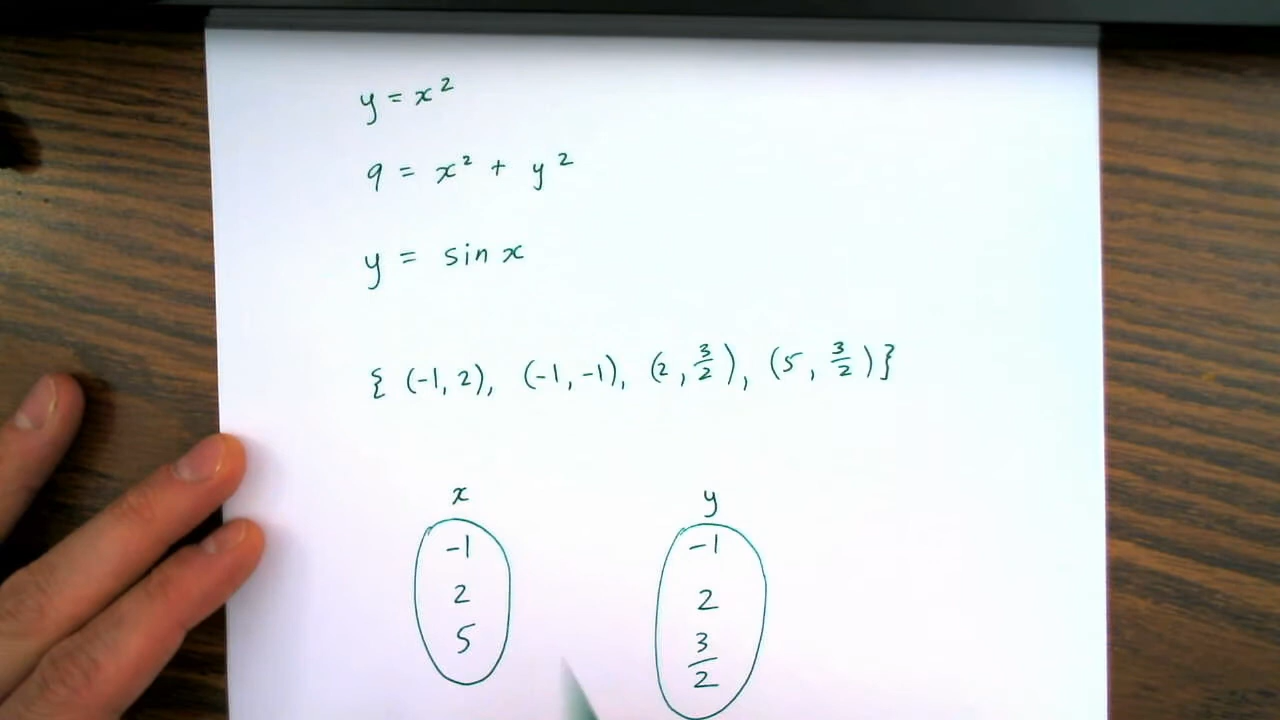 y = x²
9 = x² + y²
y = sin x
{ (-1, 2), (-1, -1), (2, 3/2), (5, 3/2) }
x y
-1 -1
2 2
5 3/2